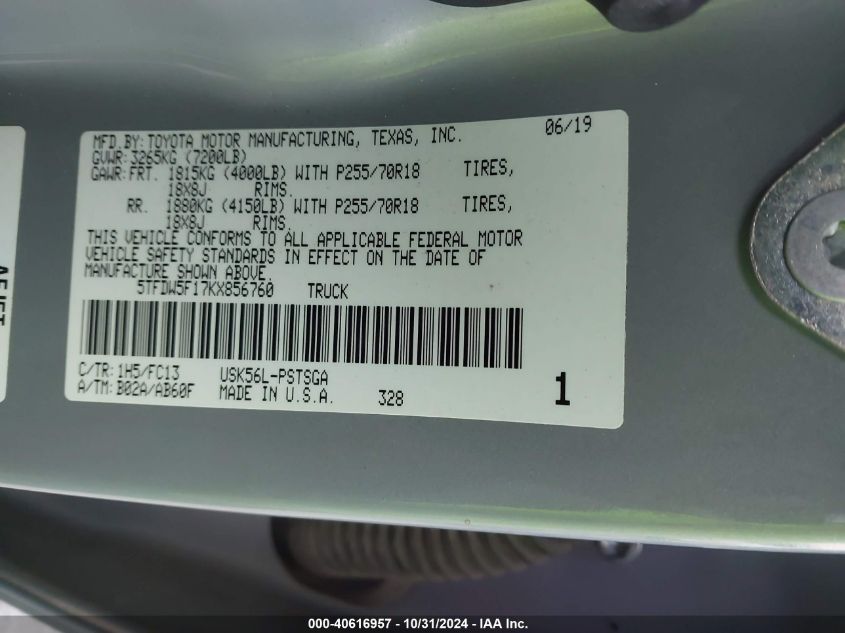 MFD.BY: TOYOTA MOTOR MANUFACTURING, TEXAS, INC. 06/19
GVWR: 3265KG (7200LB)
GAWR: FRT. 1815KG (4000LB) WITH P255/70R18 TIRES,
18X8J RIMS.
RR. 1880KG (4150LB) WITH P255/70R18 TIRES,
18X8J RIMS.
THIS VEHICLE CONFORMS TO ALL APPLICABLE FEDERAL MOTOR
VEHICLE SAFETY STANDARDS IN EFFECT ON THE DATE OF
MANUFACTURE SHOWN ABOVE.
5TFDW5F17KX856760 TRUCK
C/TR: 1H5/FC13 USK56L-PSTSGA
A/TM: B02A/AB60F MADE IN U.S.A. 328 1
000-40616957 - 10/31/2024 - IAA Inc.